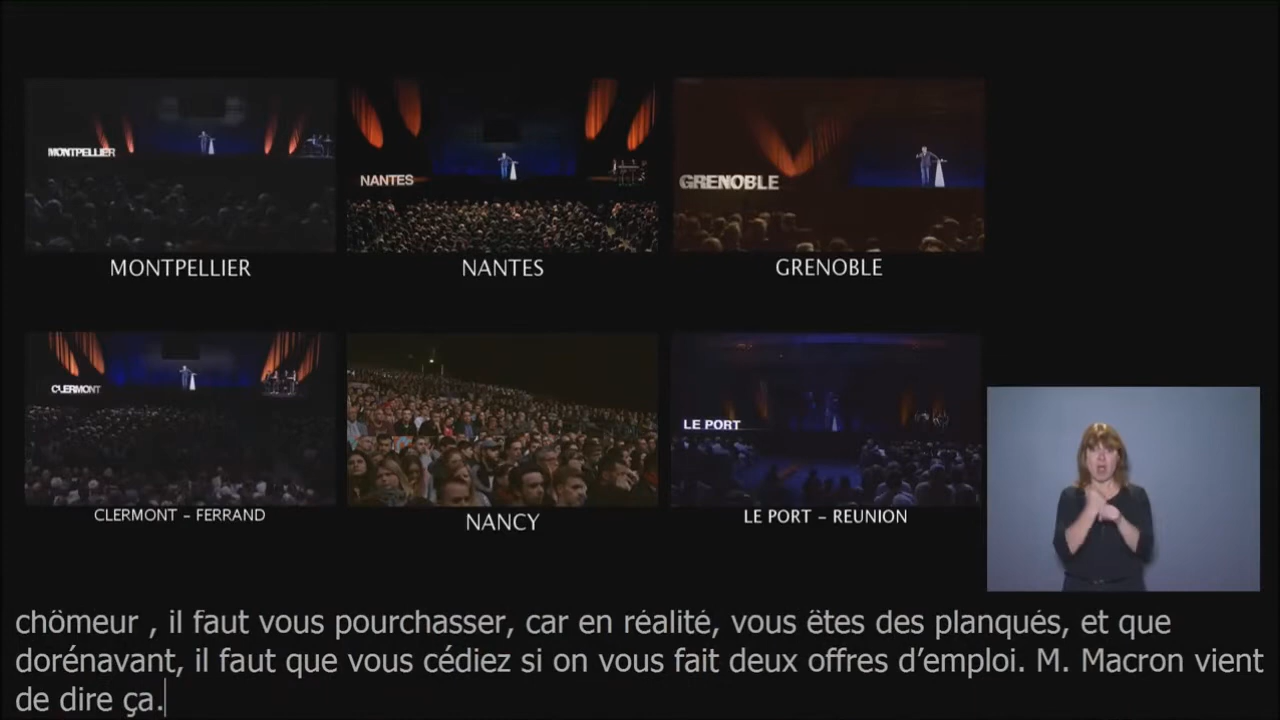 MONTPELLIER
NANTES
GRENOBLE
MONTPELLIER
NANTES
GRENOBLE
CLERMONT
LE PORT
CLERMONT – FERRAND
NANCY
LE PORT – REUNION
chömeur , il faut vous pourchasser, car en réalité, vous ëtes des planqués, et que
dorénavant, il faut que vous cédiez si on vous fait deux offres d’emploi. M. Macron vient
de dire ça.